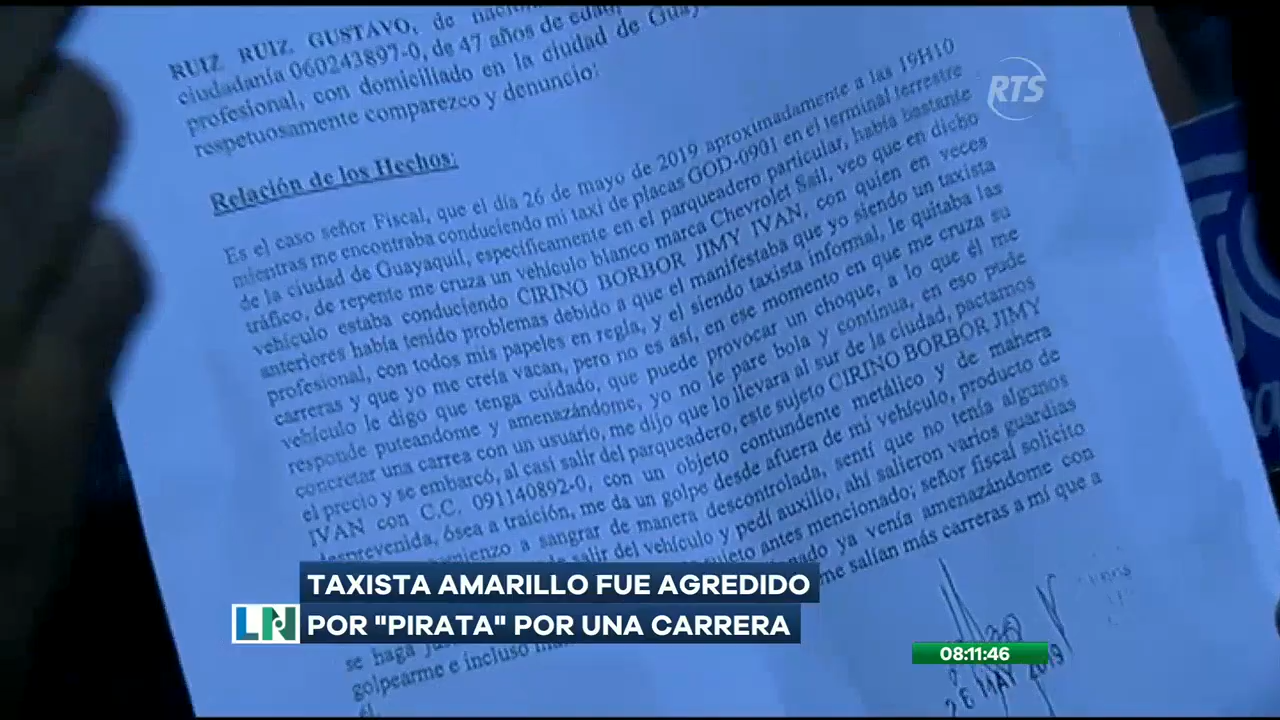 RUIZ RUIZ GUSTAVO, de
ciudadanía 060243897-0, de 47 años de edad,
profesional, con domiciliado en la ciudad de
respetuosamente comparezco y denuncio:
RTS
Relación de los Hechos:
Es el caso señor Fiscal, que el día 26 de mayo de 2019 aproximadamente a las 19H10
mientras me encontraba conduciendo mi taxi de placas GOD-0901 en el terminal terrestre
de la ciudad de Guayaquil, específicamente en el parqueadero particular, había bastante
tráfico, de repente me cruza un vehículo blanco marca Chevrolet Sail, veo que en dicho
vehículo estaba conduciendo CIRINO BORBOR JIMY IVAN, con quien en veces
anteriores había tenido problemas debido a que el manifestaba que yo siendo un taxista
profesional, con todos mis papeles en regla, y el siendo taxista informal, le quitaba las
carreras y que yo me creía vacan, pero no es así, en ese momento en que me cruza su
vehículo le digo que tenga cuidado, que puede provocar un choque, a lo que él me
responde puteandome y amenazándome, yo no le pare bola y continua, en eso pude
concretar una carrea con un usuario, me dijo que lo llevara al sur de la ciudad, pactamos
el precio y se embarcó, al casi salir del parqueadero, este sujeto CIRINO BORBOR JIMY
IVAN con C.C. 091140892-0, con un objeto contundente metálico y de manera
desprevenida, ósea a traición, me da un golpe desde afuera de mi vehículo, producto de
comienzo a sangrar de manera descontrolada, sentí que no tenía algunos
salir del vehículo y pedí auxilio, ahí salieron varios guardias
sujeto antes mencionado; señor fiscal solicito
ya venía amenazándome con
me salían más carreras a mí que a
se haga
golpearme e incluso
él.
TAXISTA AMARILLO FUE AGREDIDO
LN POR "PIRATA" POR UNA CARRERA
08:11:46
MAY 2019